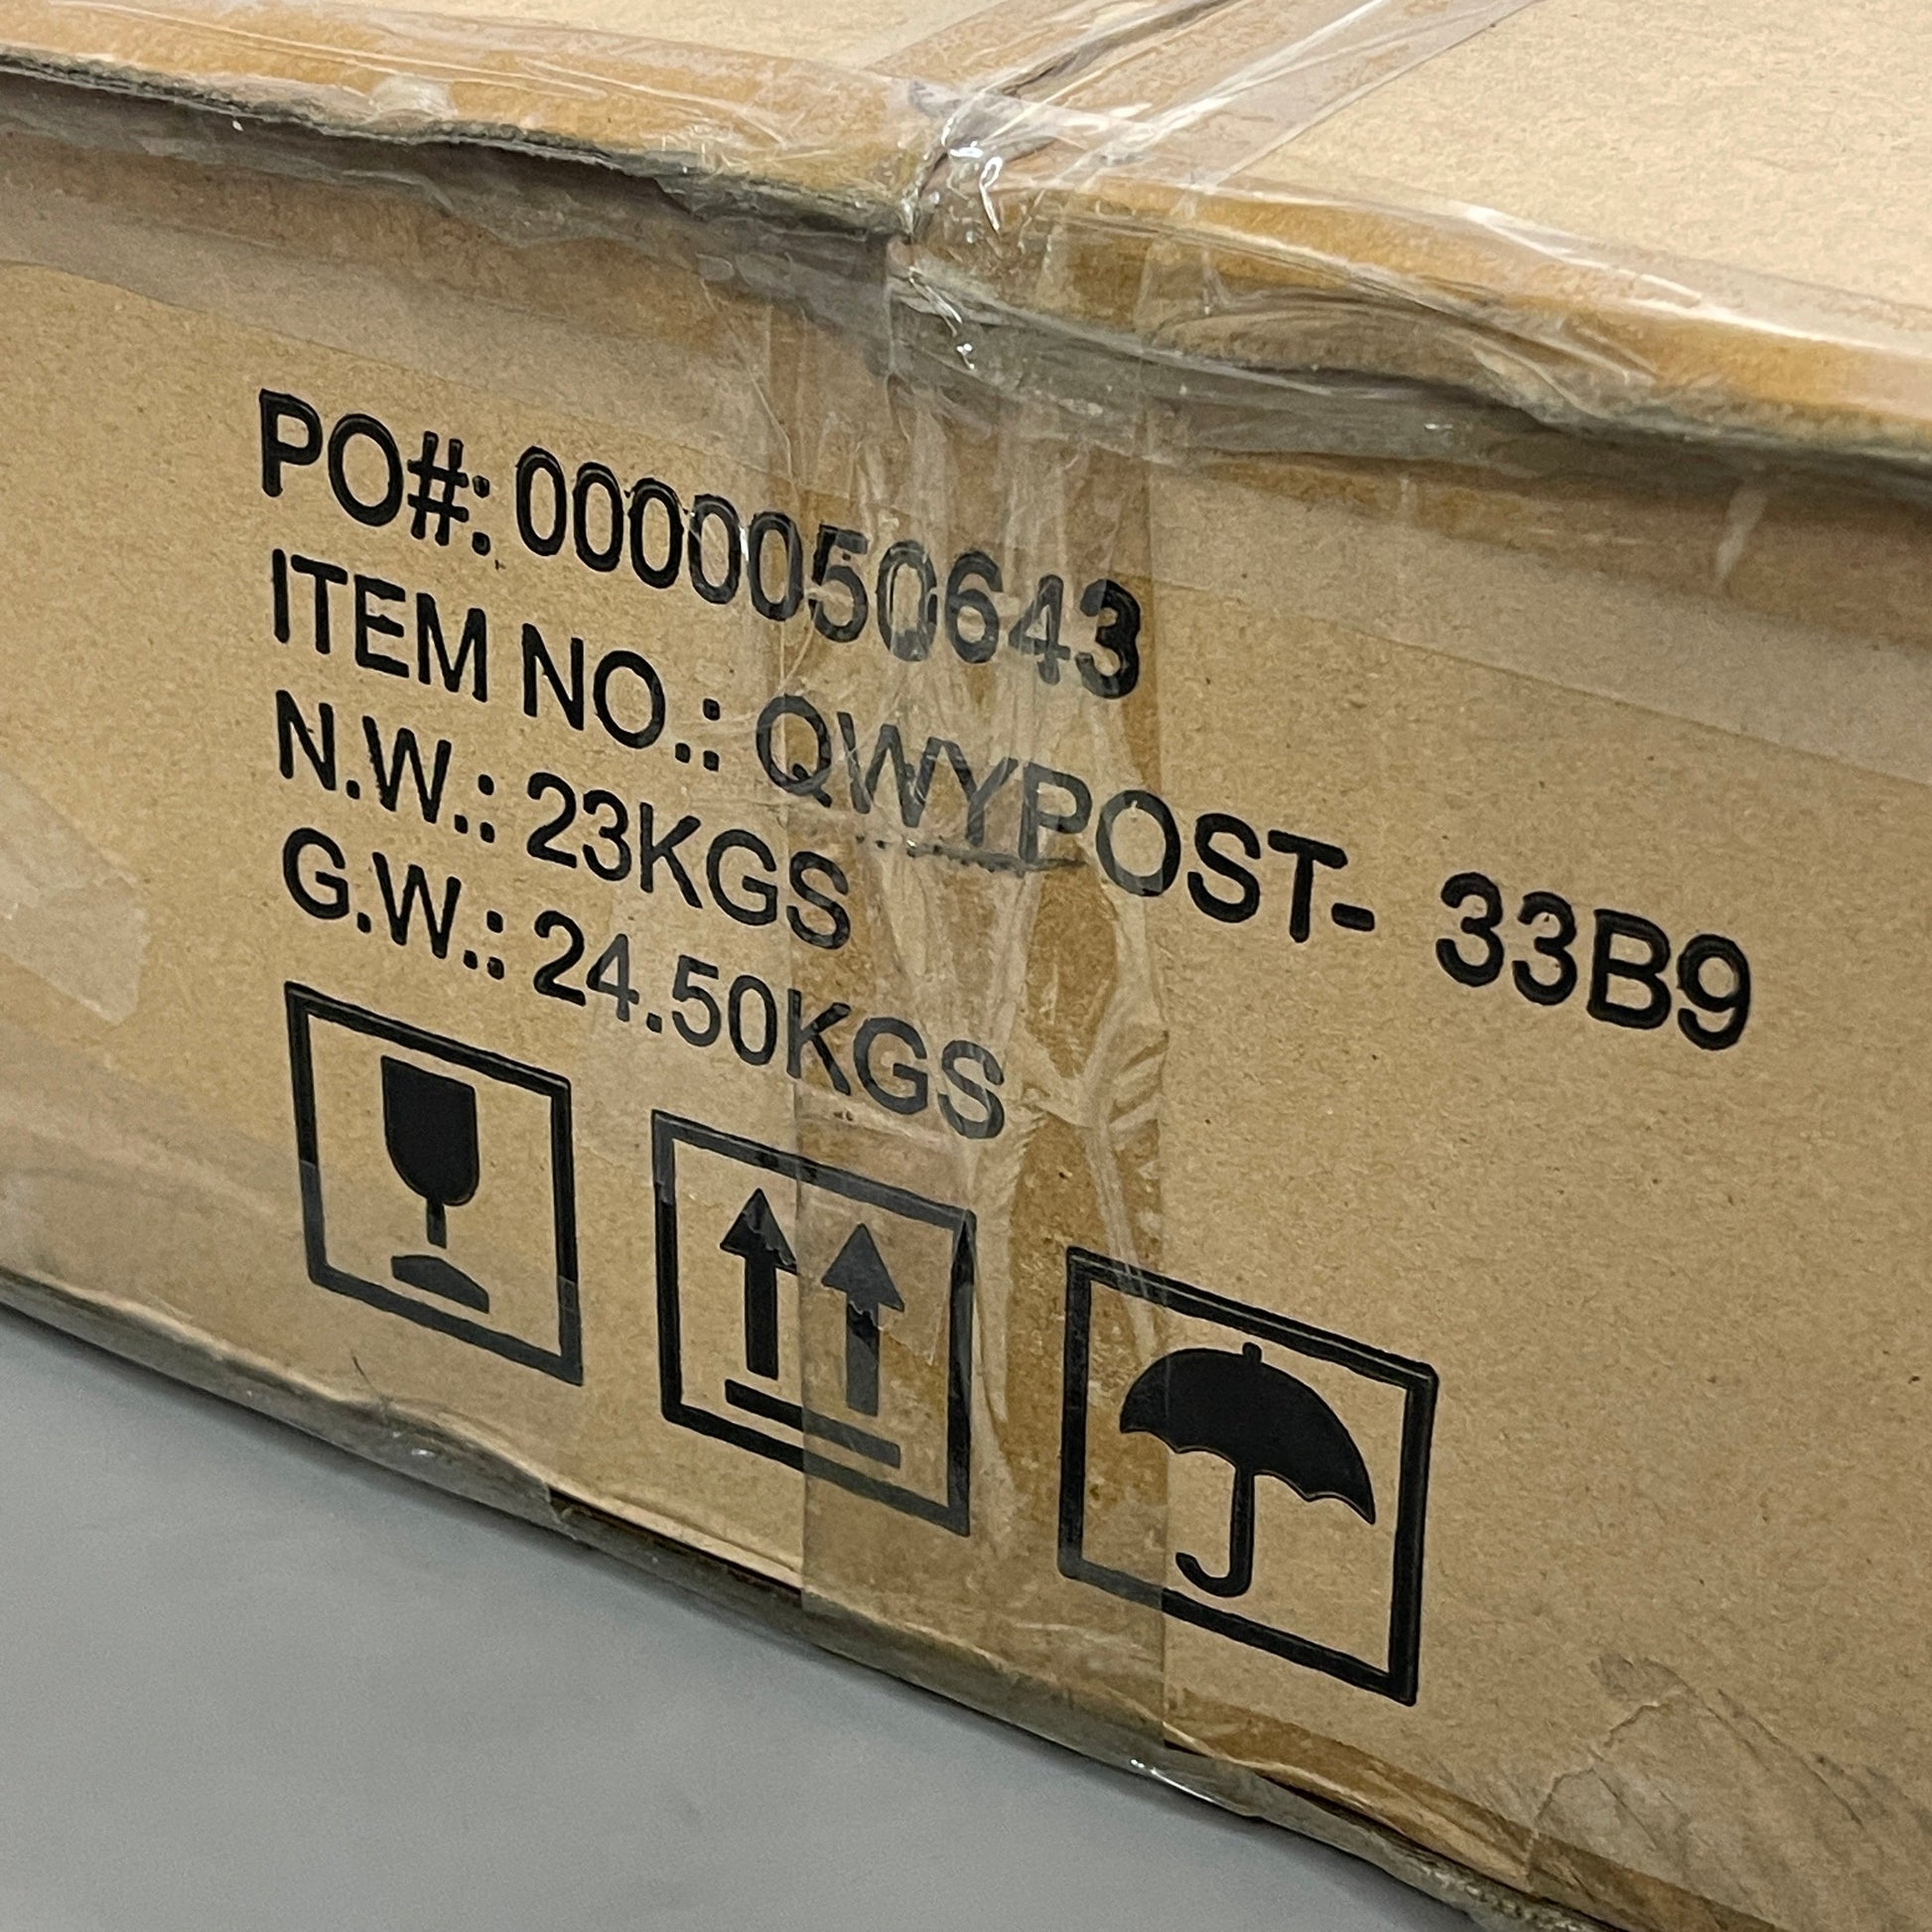 PO#: 0000050643
ITEM NO.: QWYPOST- 33B9
N.W.: 23KGS
G.W.: 24.50KGS